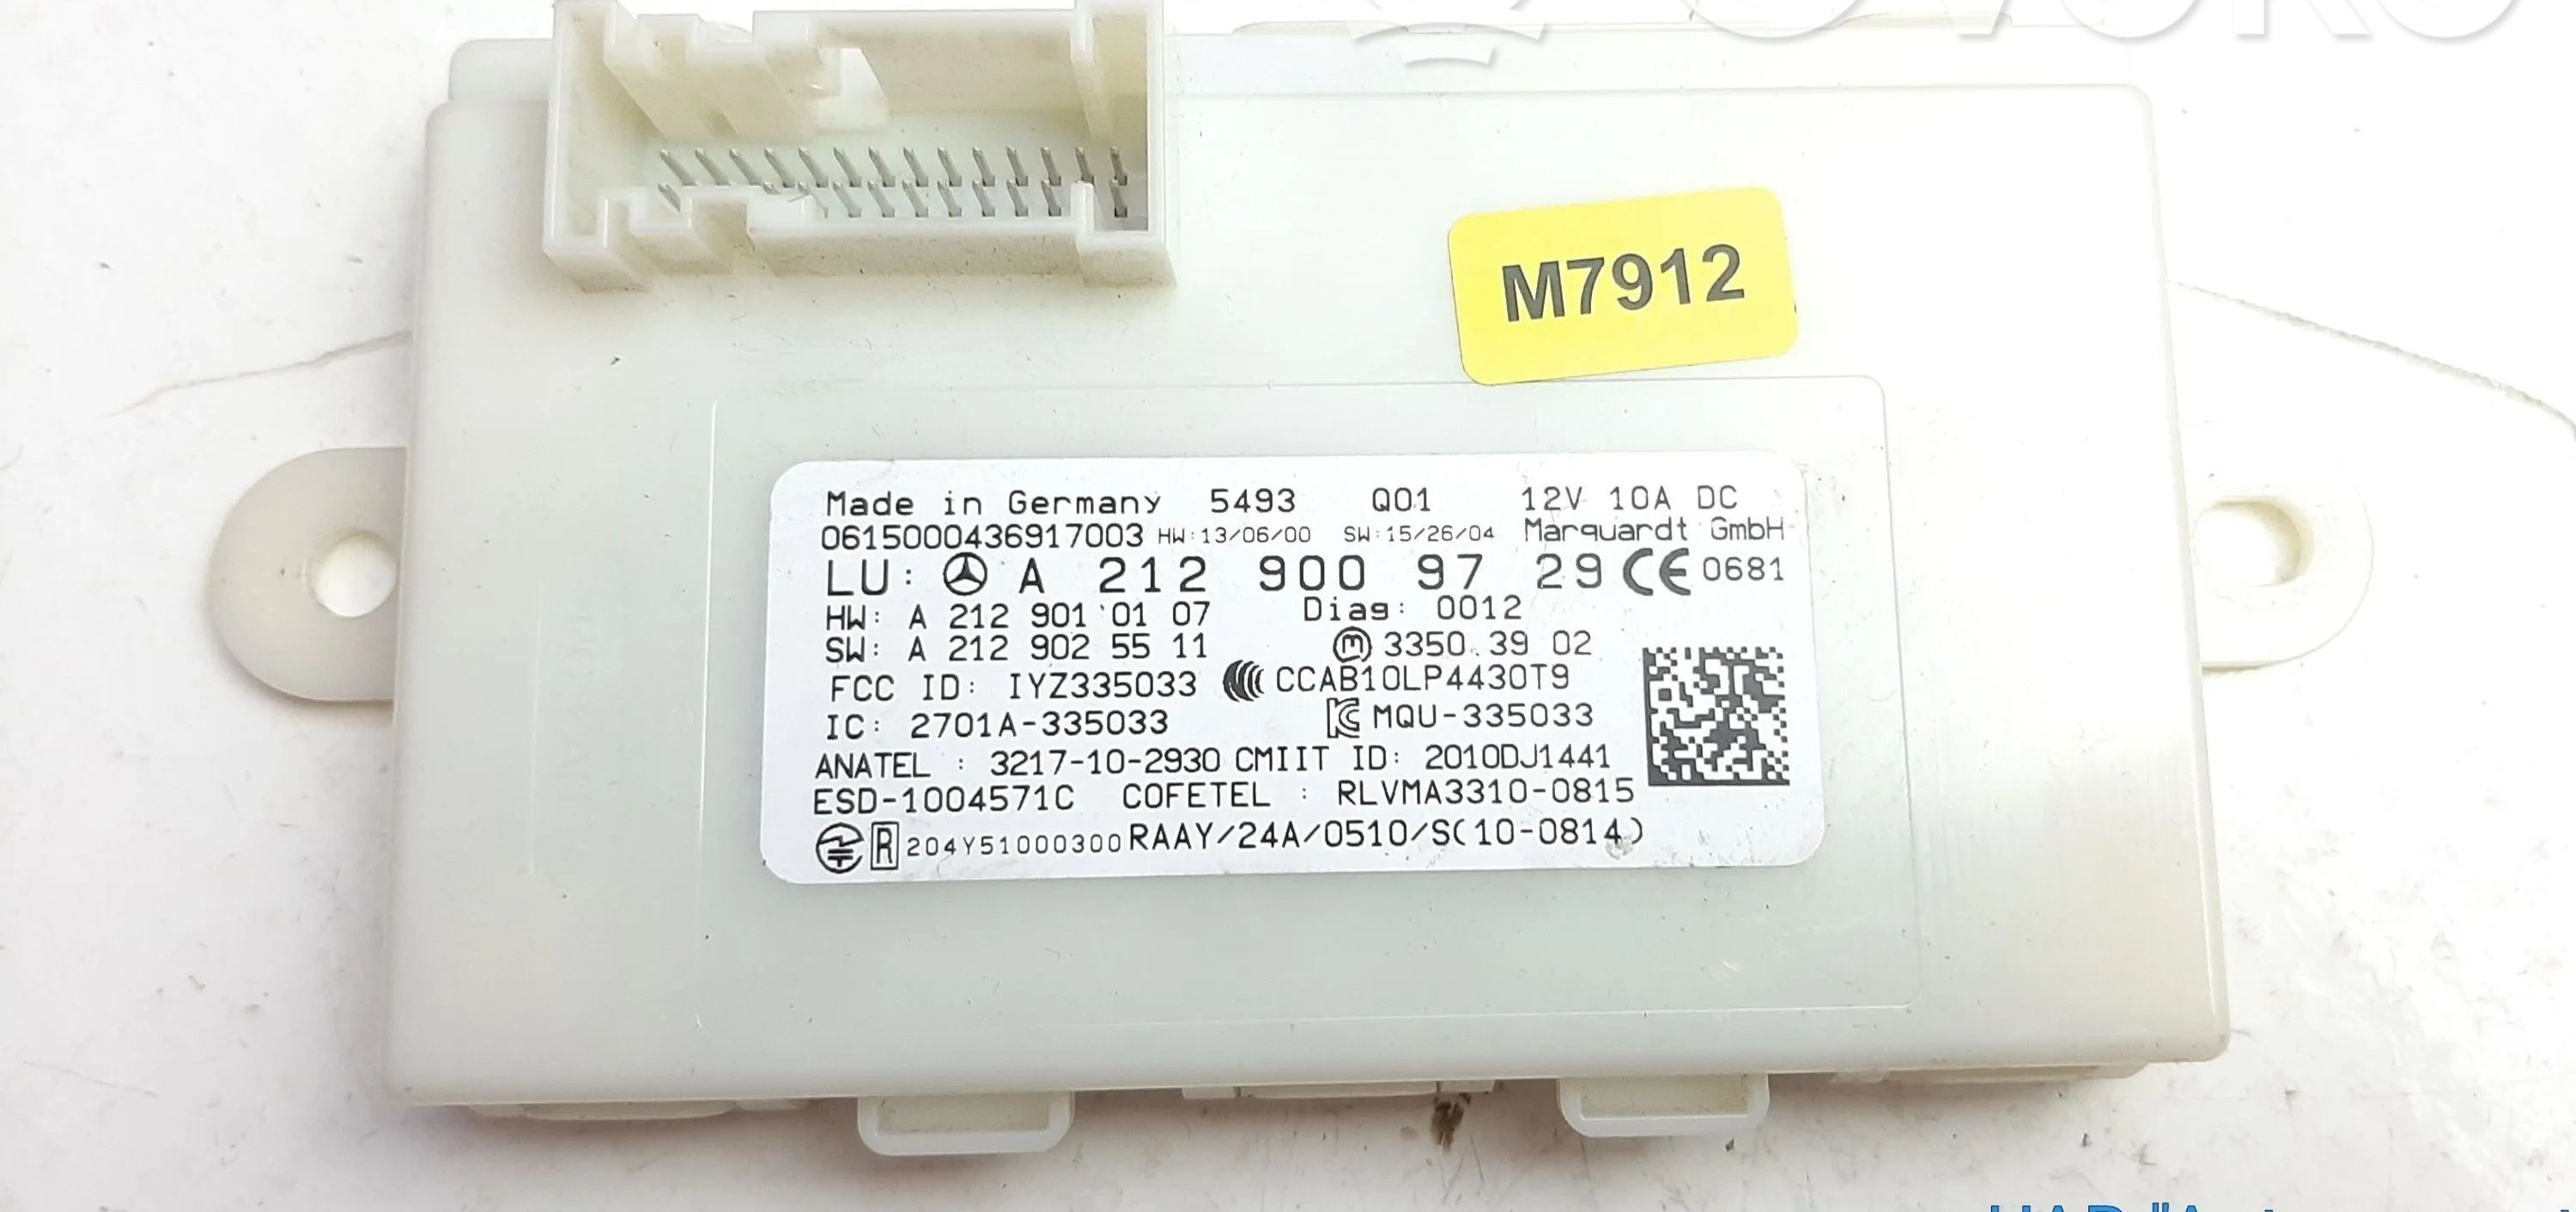 OVOKO
M7912
Made in Germany 5493 Q01 12V 10A DC
0615000436917003 HW:13/06/00 SW:15/26/04 Marquardt GmbH
LU: A 212 900 97 29 CE 0681
HW: A 212 901 01 07 Diag: 0012
SW: A 212 902 55 11 m 3350.39 02
FCC ID: IYZ335033 CCAB10LP4430T9
IC: 2701A-335033 MQU-335033
ANATEL : 3217-10-2930 CMIIT ID: 2010DJ1441
ESD-1004571C COFETEL : RLVMA3310-0815
R 204Y51000300 RAAY/24A/0510/S(10-0814)